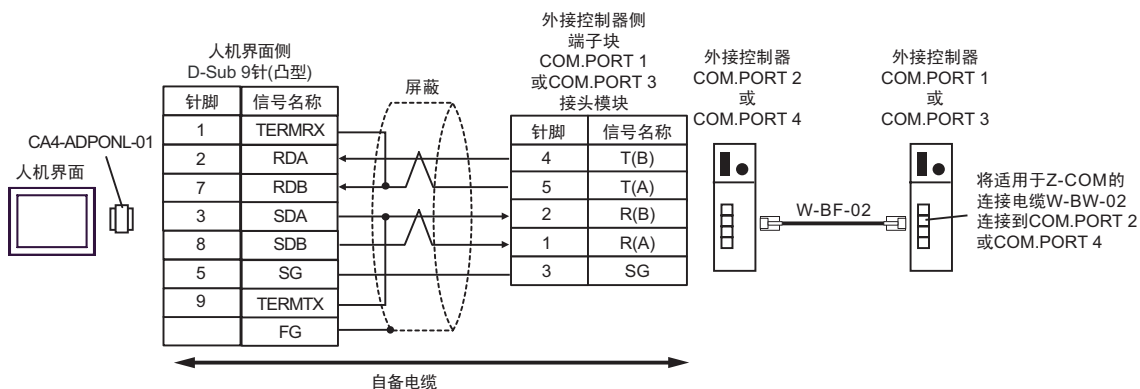 人机界面侧
D-Sub 9针(凸型)
针脚 信号名称
1 TERMRX
2 RDA
7 RDB
3 SDA
8 SDB
5 SG
9 TERMTX
FG
CA4-ADPONL-01
人机界面
屏蔽
外接控制器侧
端子块
COM.PORT 1
或COM.PORT 3
接头模块
针脚 信号名称
4 T(B)
5 T(A)
2 R(B)
1 R(A)
3 SG
外接控制器
COM.PORT 2
或
COM.PORT 4
外接控制器
COM.PORT 1
或
COM.PORT 3
W-BF-02
将适用于Z-COM的
连接电缆W-BW-02
连接到COM.PORT 2
或COM.PORT 4
自备电缆